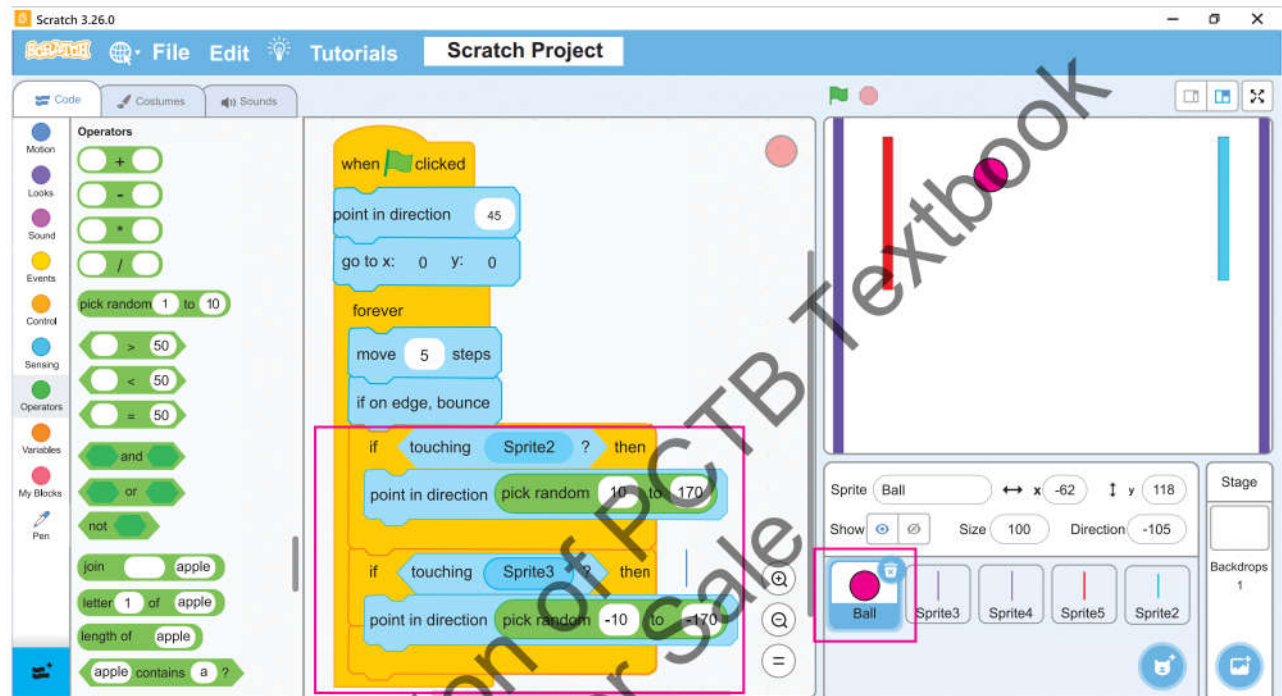 Scratch 3.26.0
SCRATCH File Edit Tutorials Scratch Project
Code Costumes Sounds
Motion
Looks
Sound
Events
Control
Sensing
Operators
Variables
My Blocks
Pen
Operators
+
-
*
/
pick random 1 to 10
> 50
< 50
= 50
and
or
not
join apple
letter 1 of apple
length of apple
apple contains a ?
when clicked
point in direction 45
go to x: 0 y: 0
forever
move 5 steps
if on edge, bounce
if touching Sprite2 ? then
point in direction pick random 10 to 170
if touching Sprite3 ? then
point in direction pick random -10 to -170
Sprite Ball x -62 y 118
Show Size 100 Direction -105
Ball Sprite3 Sprite4 Sprite5 Sprite2
Stage
Backdrops
1
on of PCTB Textbook
or Sale